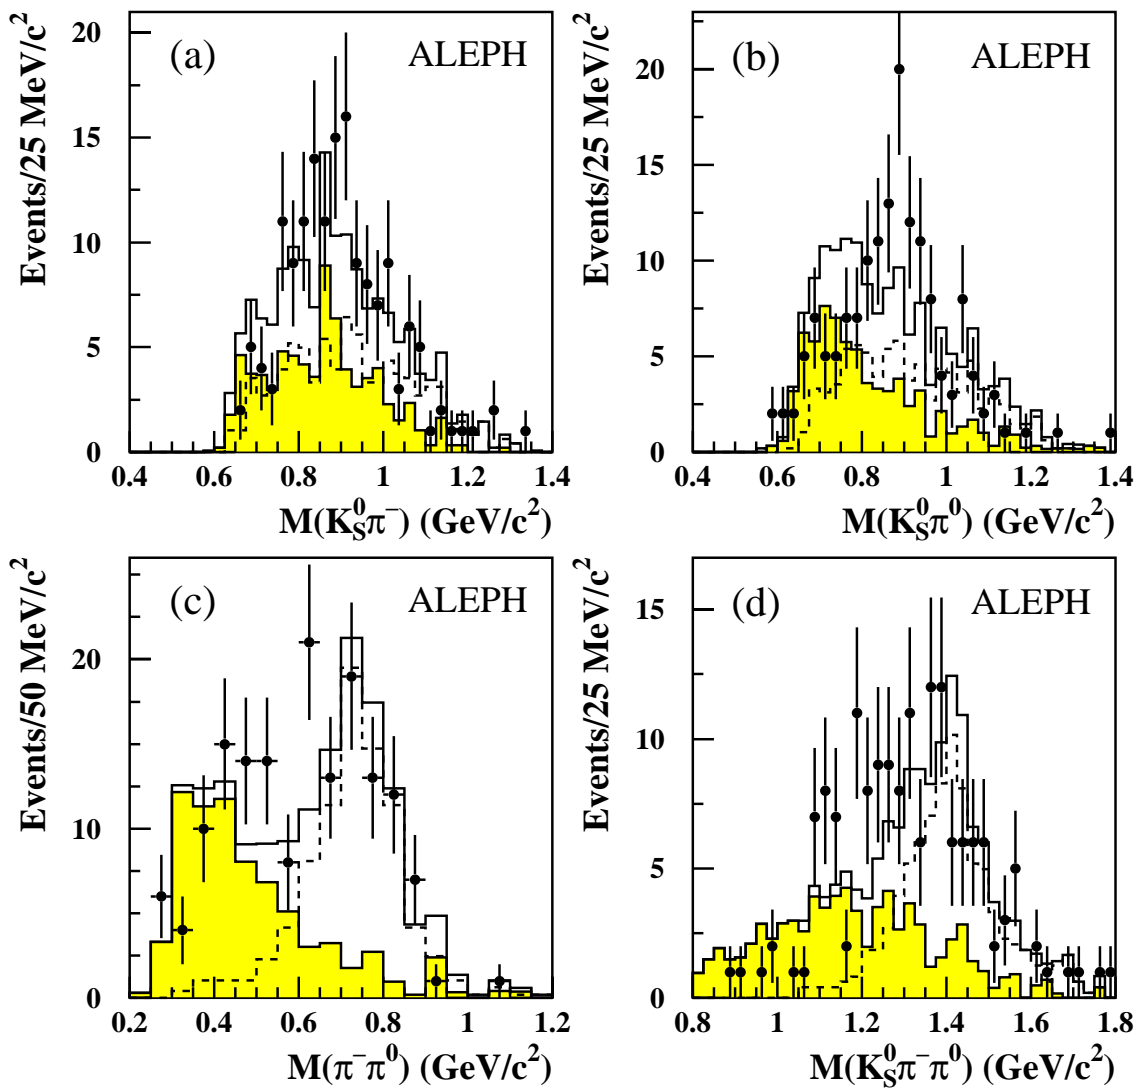 (a)
ALEPH
Events/25 MeV/c²
20
15
10
5
0
0.4 0.6 0.8 1 1.2 1.4
M(K⁰_Sπ⁻) (GeV/c²)
(b)
ALEPH
Events/25 MeV/c²
20
15
10
5
0
0.4 0.6 0.8 1 1.2 1.4
M(K⁰_Sπ⁰) (GeV/c²)
(c)
ALEPH
Events/50 MeV/c²
20
10
0
0.2 0.4 0.6 0.8 1 1.2
M(π⁻π⁰) (GeV/c²)
(d)
ALEPH
Events/25 MeV/c²
15
10
5
0
0.8 1 1.2 1.4 1.6 1.8
M(K⁰_Sπ⁻π⁰) (GeV/c²)